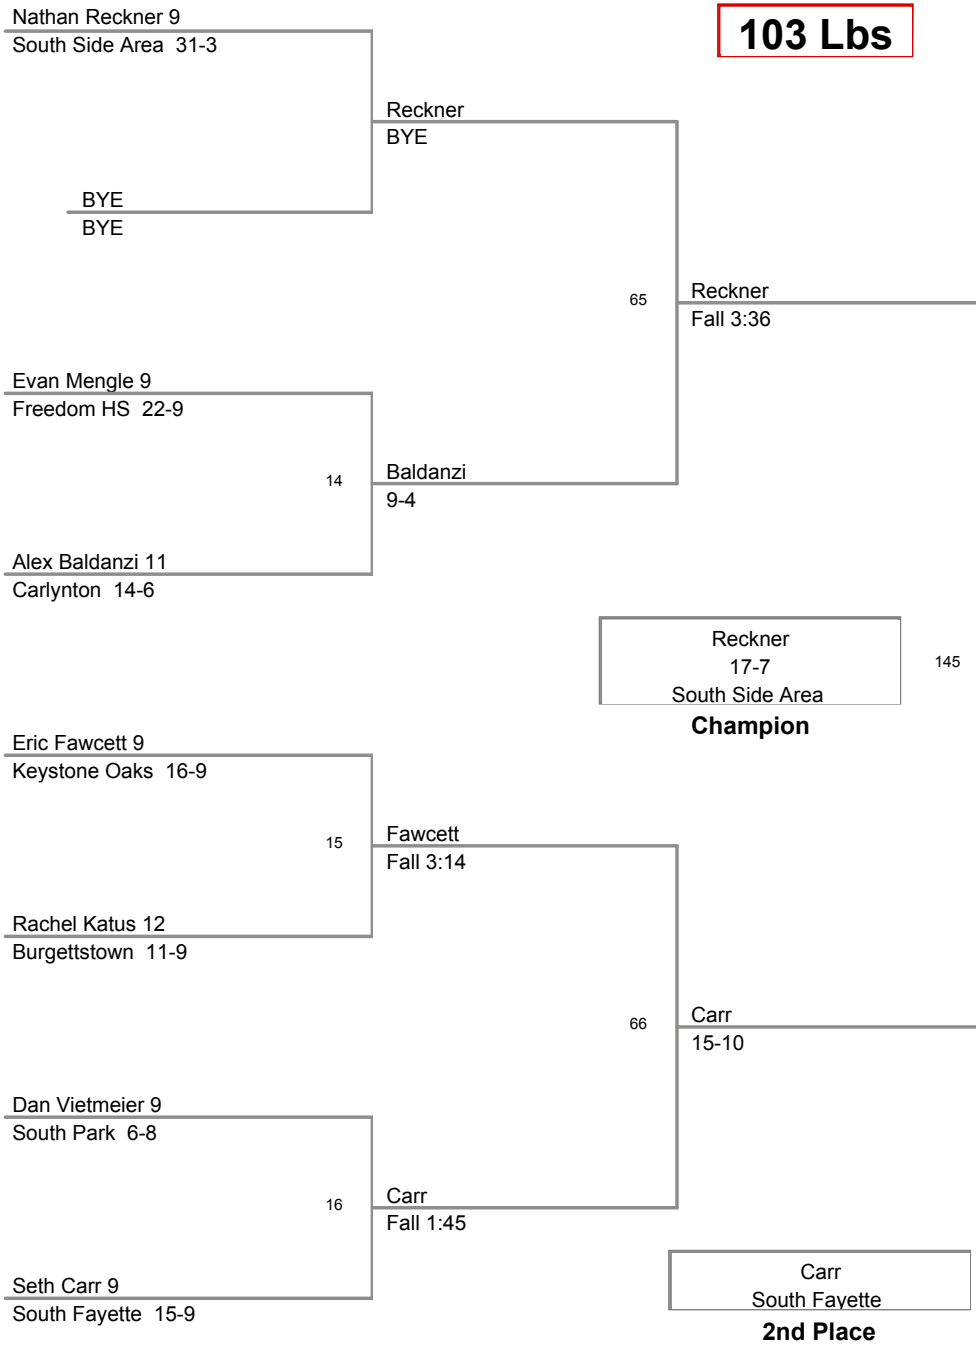 Nathan Reckner 9
South Side Area 31-3
103 Lbs
Reckner
BYE
BYE
BYE
65
Reckner
Fall 3:36
Evan Mengle 9
Freedom HS 22-9
14
Baldanzi
9-4
Alex Baldanzi 11
Carlynton 14-6
Reckner
17-7
South Side Area
Champion
145
Eric Fawcett 9
Keystone Oaks 16-9
15
Fawcett
Fall 3:14
Rachel Katus 12
Burgettstown 11-9
66
Carr
15-10
Dan Vietmeier 9
South Park 6-8
16
Carr
Fall 1:45
Seth Carr 9
South Fayette 15-9
Carr
South Fayette
2nd Place